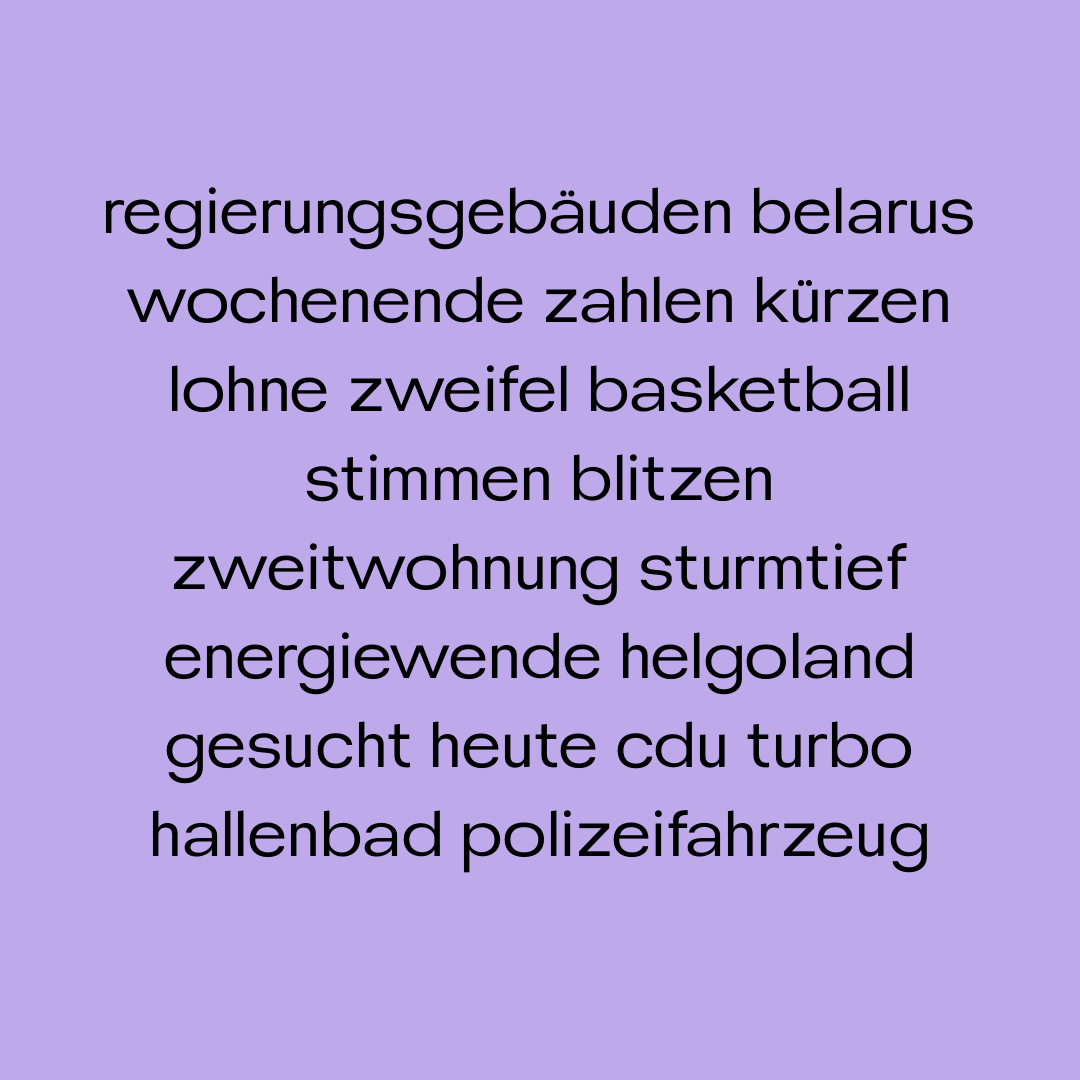 regierungsgebäuden belarus
wochenende zahlen kürzen
lohne zweifel basketball
stimmen blitzen
zweitwohnung sturmtief
energiewende helgoland
gesucht heute cdu turbo
hallenbad polizeifahrzeug